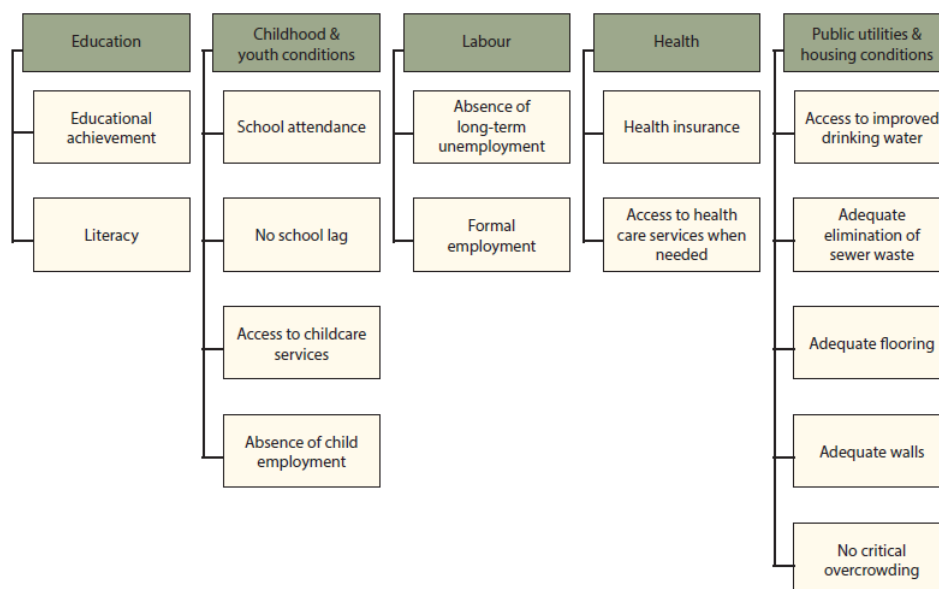 Education
Educational
achievement
Literacy
Childhood &
youth conditions
School attendance
No school lag
Access to childcare
services
Absence of child
employment
Labour
Absence of
long-term
unemployment
Formal
employment
Health
Health insurance
Access to health
care services when
needed
Public utilities &
housing conditions
Access to improved
drinking water
Adequate
elimination of
sewer waste
Adequate flooring
Adequate walls
No critical
overcrowding